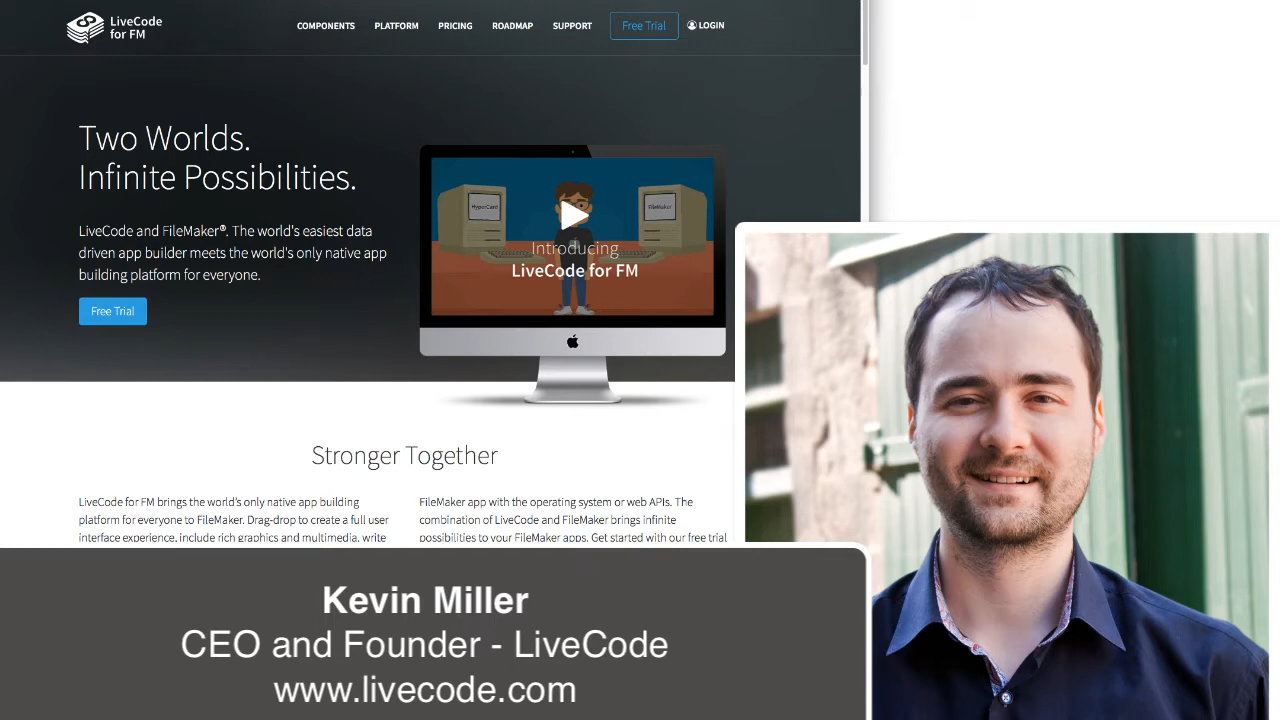 LiveCode
for FM
COMPONENTS PLATFORM PRICING ROADMAP SUPPORT Free Trial LOGIN
Two Worlds.
Infinite Possibilities.
LiveCode and FileMaker®. The world's easiest data
driven app builder meets the world's only native app
building platform for everyone.
Free Trial
HyperCard
FileMaker
Introducing
LiveCode for FM
Stronger Together
LiveCode for FM brings the world's only native app building
platform for everyone to FileMaker. Drag-drop to create a full user
interface experience, include rich graphics and multimedia, write
FileMaker app with the operating system or web APIs. The
combination of LiveCode and FileMaker brings infinite
possibilities to your FileMaker apps. Get started with our free trial
Kevin Miller
CEO and Founder - LiveCode
www.livecode.com